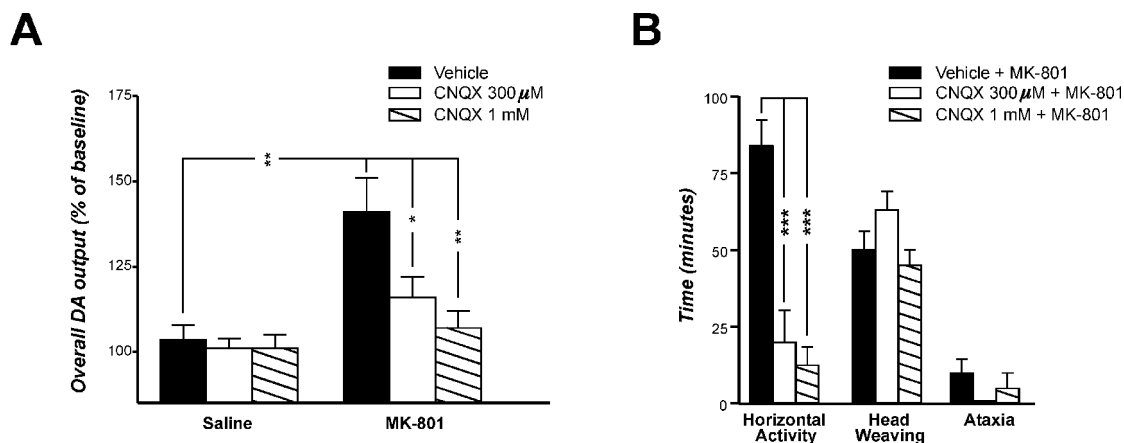 A
Vehicle
CNQX 300 µM
CNQX 1 mM
Overall DA output (% of baseline)
175
150
125
100
**
*
**
Saline
MK-801
B
Vehicle + MK-801
CNQX 300 µM + MK-801
CNQX 1 mM + MK-801
Time (minutes)
100
75
50
25
0
***
***
Horizontal
Activity
Head
Weaving
Ataxia